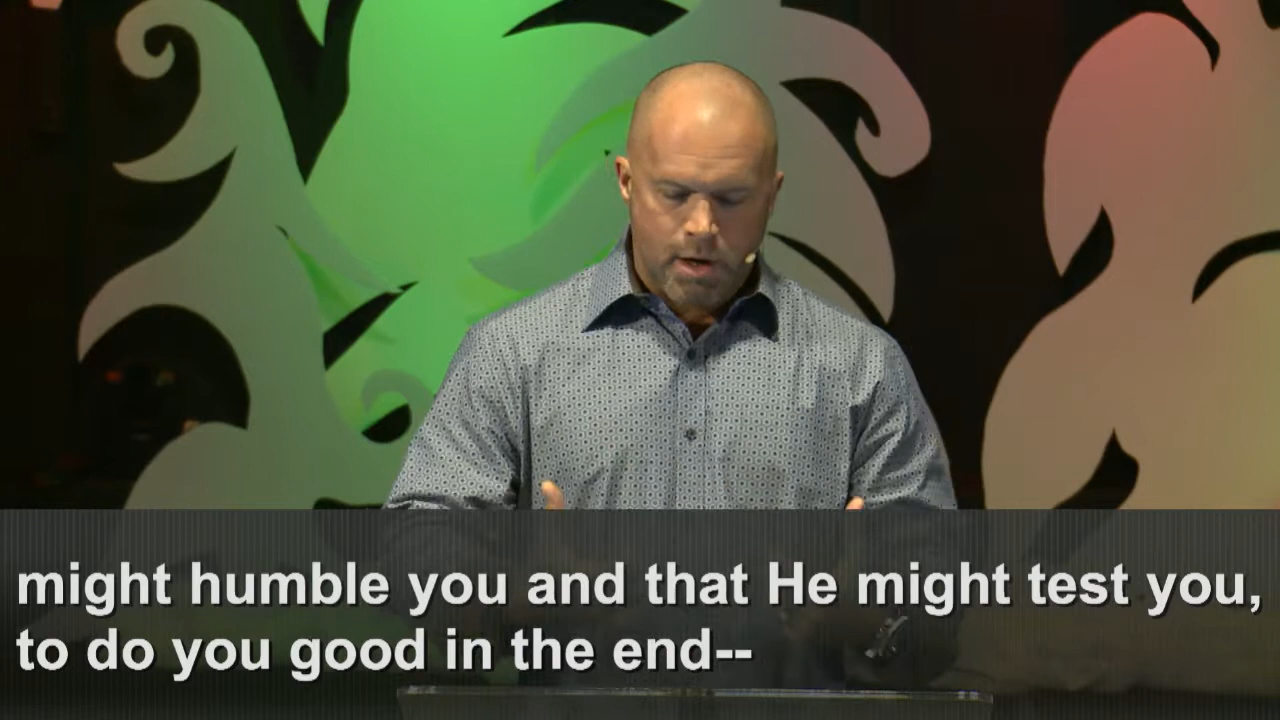 might humble you and that He might test you,
to do you good in the end--